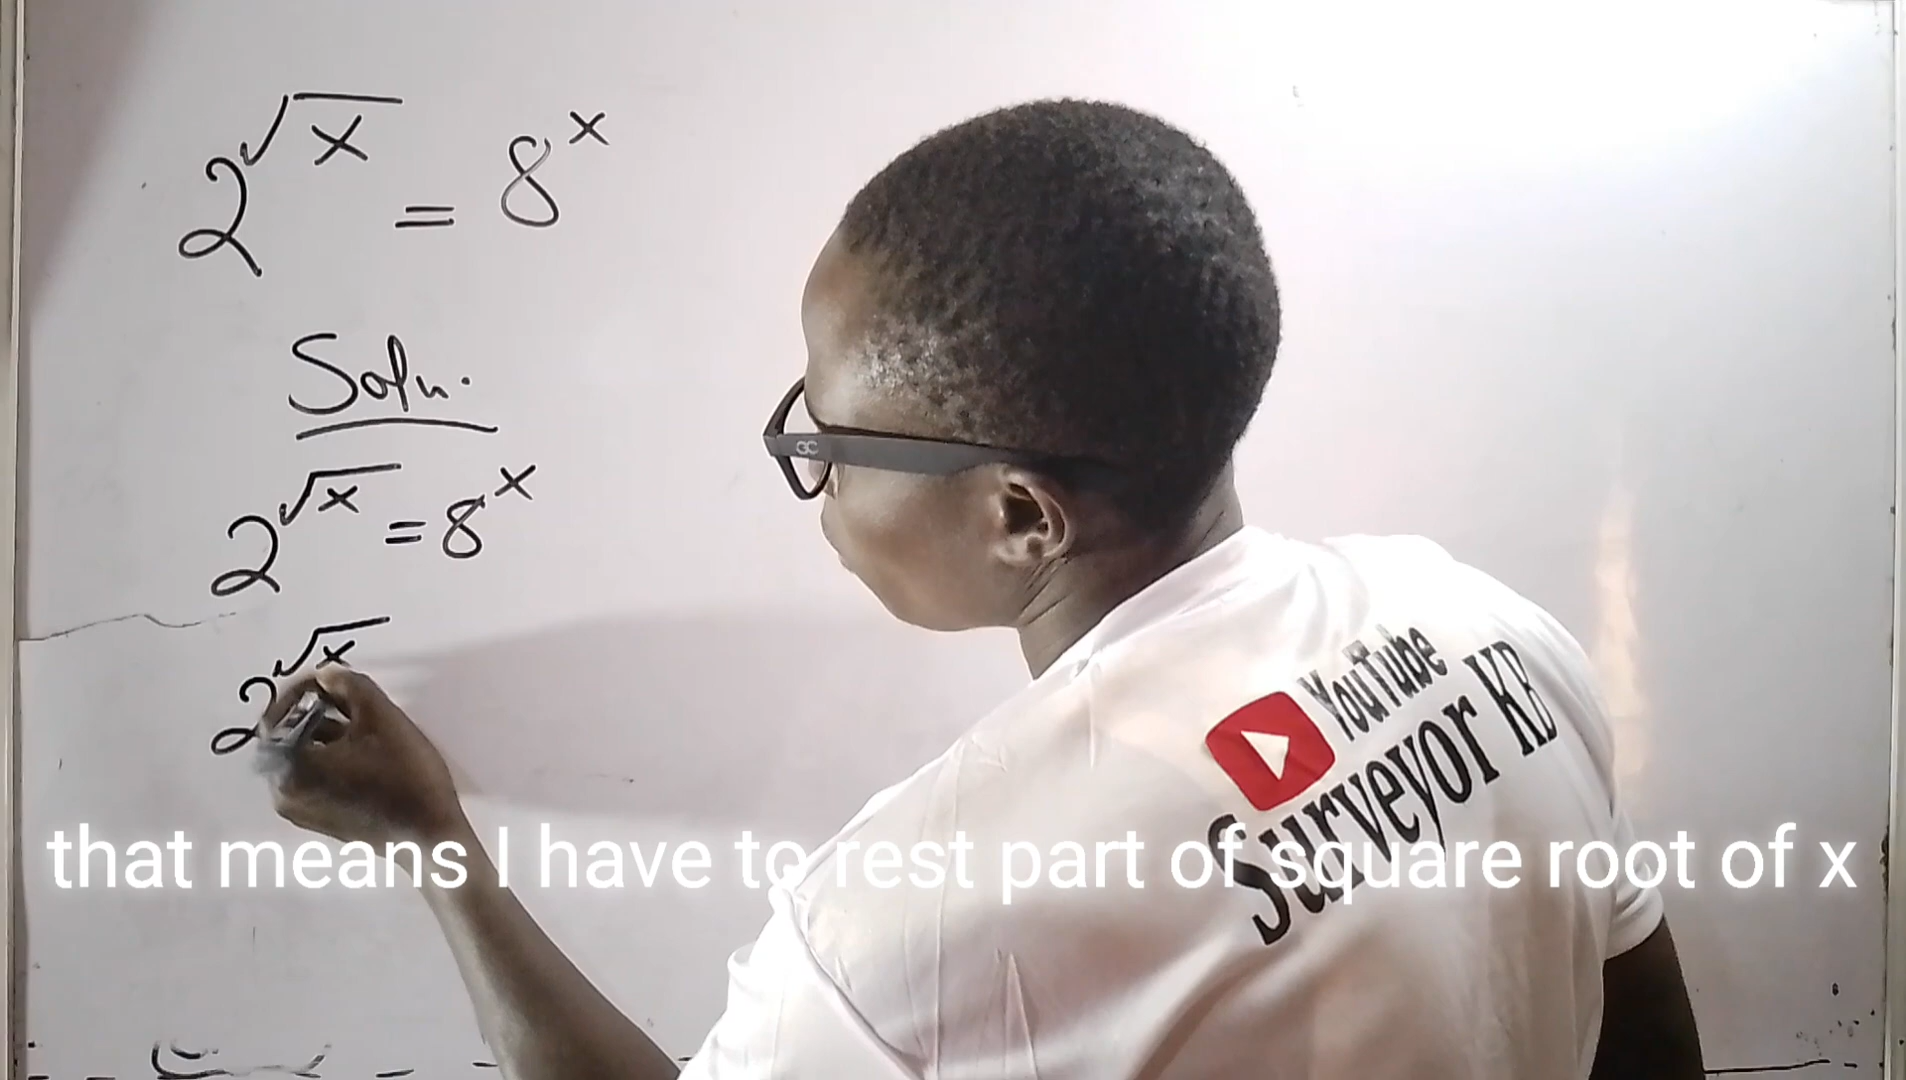 2^√x = 8^x
Soln.
2^√x = 8^x
2^√x
GC
YouTube
Surveyor KB
that means I have to rest part of square root of x